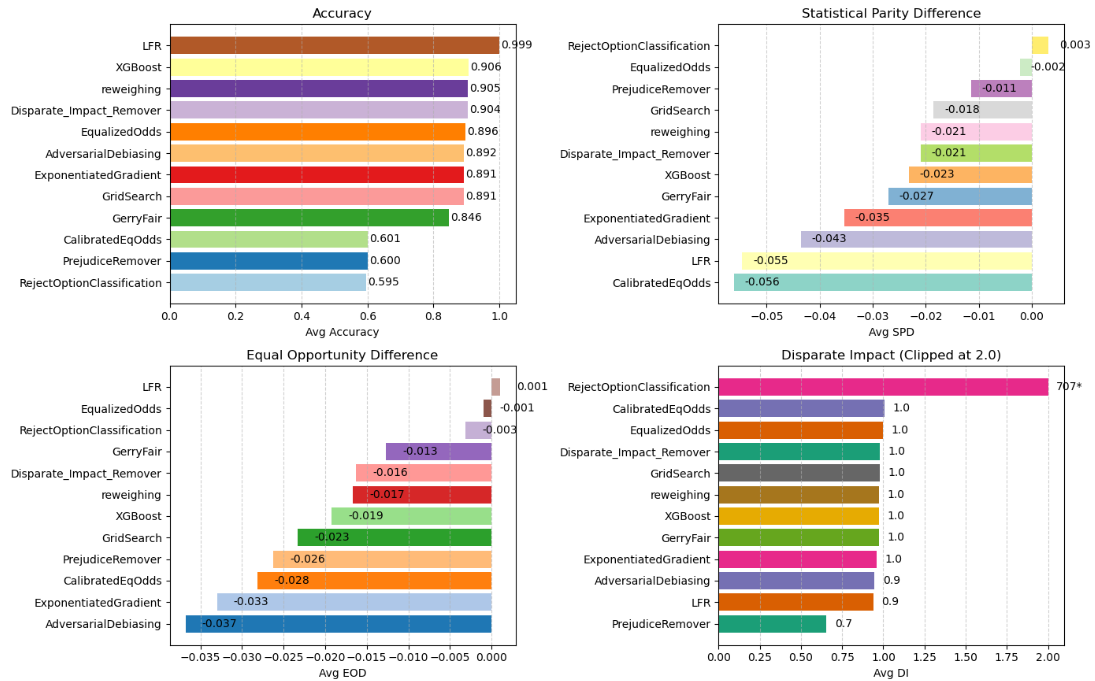 Accuracy
LFR
0.999
XGBoost
0.906
reweighing
0.905
Disparate_Impact_Remover
0.904
EqualizedOdds
0.896
AdversarialDebiasing
0.892
ExponentiatedGradient
0.891
GridSearch
0.891
GerryFair
0.846
CalibratedEqOdds
0.601
PrejudiceRemover
0.600
RejectOptionClassification
0.595
0.0 0.2 0.4 0.6 0.8 1.0
Avg Accuracy
Statistical Parity Difference
RejectOptionClassification
0.003
EqualizedOdds
-0.002
PrejudiceRemover
-0.011
GridSearch
-0.018
reweighing
-0.021
Disparate_Impact_Remover
-0.021
XGBoost
-0.023
GerryFair
-0.027
ExponentiatedGradient
-0.035
AdversarialDebiasing
-0.043
LFR
-0.055
CalibratedEqOdds
-0.056
−0.05 −0.04 −0.03 −0.02 −0.01 0.00
Avg SPD
Equal Opportunity Difference
LFR
0.001
EqualizedOdds
-0.001
RejectOptionClassification
-0.003
GerryFair
-0.013
Disparate_Impact_Remover
-0.016
reweighing
-0.017
XGBoost
-0.019
GridSearch
-0.023
PrejudiceRemover
-0.026
CalibratedEqOdds
-0.028
ExponentiatedGradient
-0.033
AdversarialDebiasing
-0.037
−0.035 −0.030 −0.025 −0.020 −0.015 −0.010 −0.005 0.000
Avg EOD
Disparate Impact (Clipped at 2.0)
RejectOptionClassification
707*
CalibratedEqOdds
1.0
EqualizedOdds
1.0
Disparate_Impact_Remover
1.0
GridSearch
1.0
reweighing
1.0
XGBoost
1.0
GerryFair
1.0
ExponentiatedGradient
1.0
AdversarialDebiasing
0.9
LFR
0.9
PrejudiceRemover
0.7
0.00 0.25 0.50 0.75 1.00 1.25 1.50 1.75 2.00
Avg DI